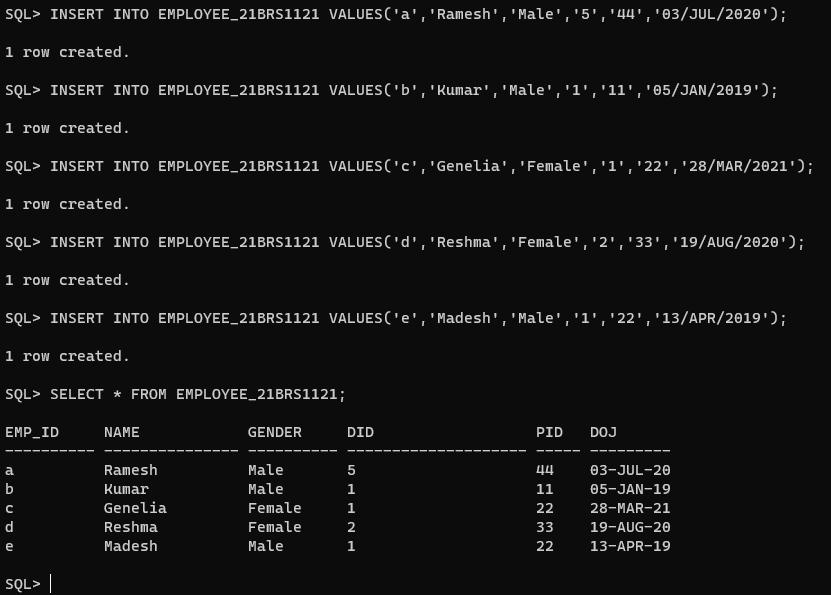 SQL> INSERT INTO EMPLOYEE_21BRS1121 VALUES('a','Ramesh','Male','5','44','03/JUL/2020');
1 row created.
SQL> INSERT INTO EMPLOYEE_21BRS1121 VALUES('b','Kumar','Male','1','11','05/JAN/2019');
1 row created.
SQL> INSERT INTO EMPLOYEE_21BRS1121 VALUES('c','Genelia','Female','1','22','28/MAR/2021');
1 row created.
SQL> INSERT INTO EMPLOYEE_21BRS1121 VALUES('d','Reshma','Female','2','33','19/AUG/2020');
1 row created.
SQL> INSERT INTO EMPLOYEE_21BRS1121 VALUES('e','Madesh','Male','1','22','13/APR/2019');
1 row created.
SQL> SELECT * FROM EMPLOYEE_21BRS1121;
EMP_ID     NAME            GENDER     DID                  PID   DOJ
---------- --------------- ---------- -------------------- ----- ---------
a          Ramesh          Male       5                    44    03-JUL-20
b          Kumar           Male       1                    11    05-JAN-19
c          Genelia         Female     1                    22    28-MAR-21
d          Reshma          Female     2                    33    19-AUG-20
e          Madesh          Male       1                    22    13-APR-19
SQL>